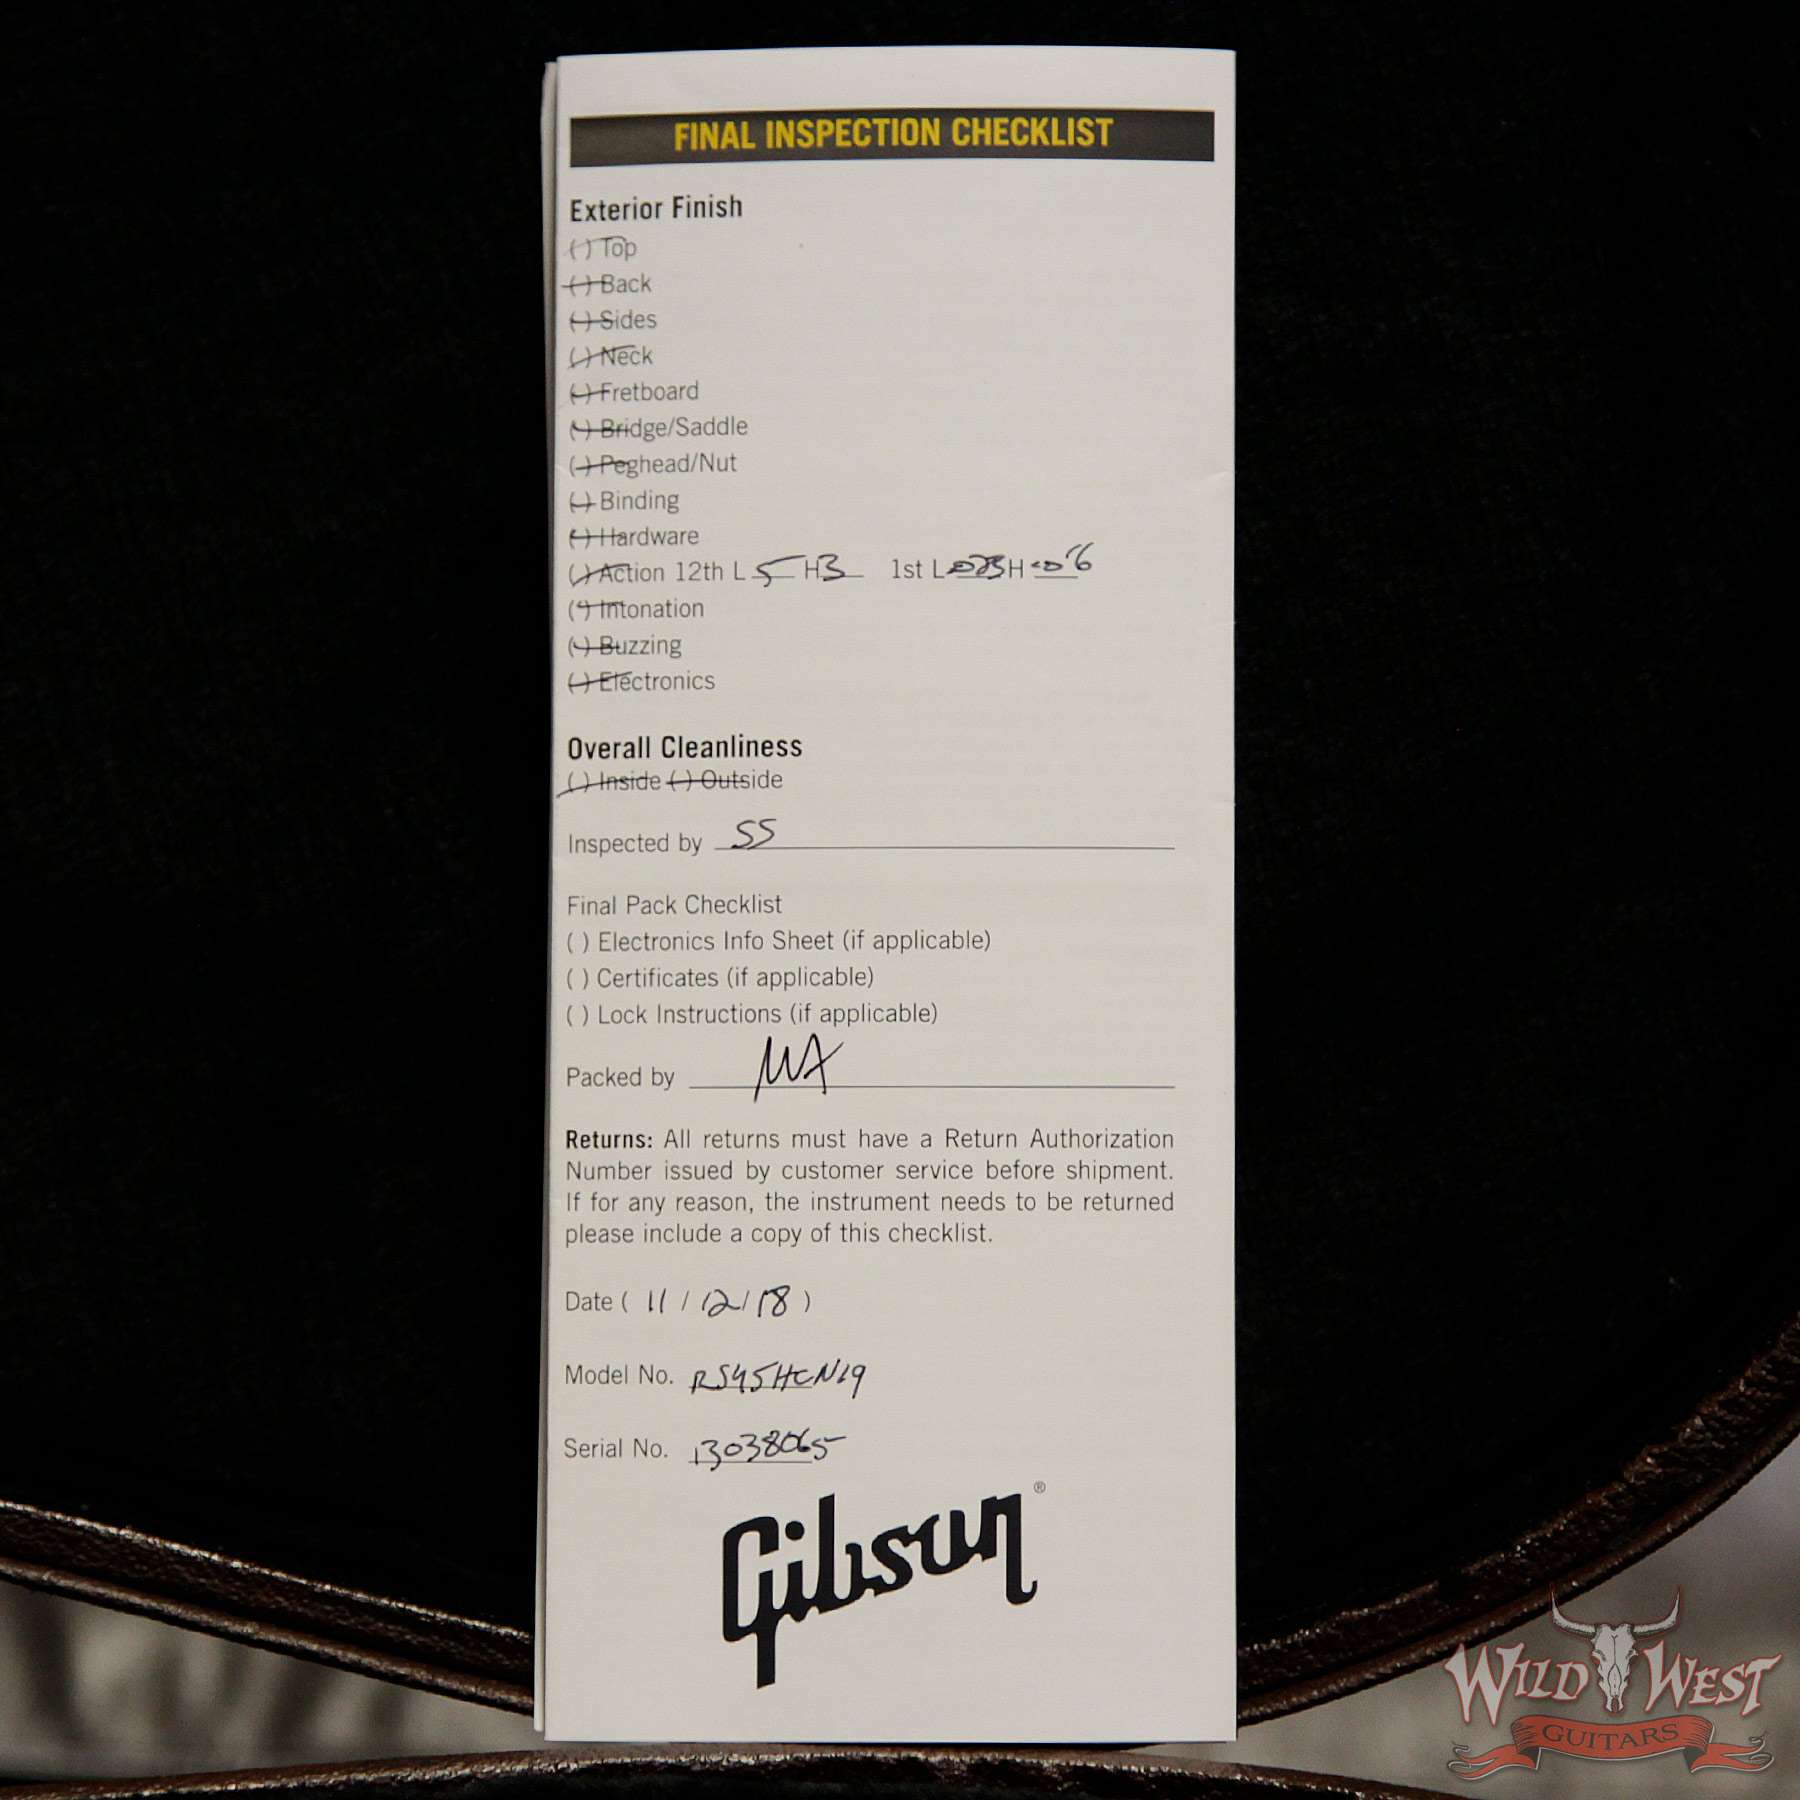 FINAL INSPECTION CHECKLIST
Exterior Finish
( ) Top
( ) Back
( ) Sides
( ) Neck
( ) Fretboard
( ) Bridge/Saddle
( ) Peghead/Nut
( ) Binding
( ) Hardware
( ) Action 12th L 5 H 3 1st L H
( ) Intonation
( ) Buzzing
( ) Electronics
Overall Cleanliness
( ) Inside ( ) Outside
Inspected by SS
Final Pack Checklist
( ) Electronics Info Sheet (if applicable)
( ) Certificates (if applicable)
( ) Lock Instructions (if applicable)
Packed by
Returns: All returns must have a Return Authorization
Number issued by customer service before shipment.
If for any reason, the instrument needs to be returned
please include a copy of this checklist.
Date ( 11 / 12 / 18 )
Model No. RS45HCN19
Serial No. 13038065
Gibson®
WILD WEST
GUITARS